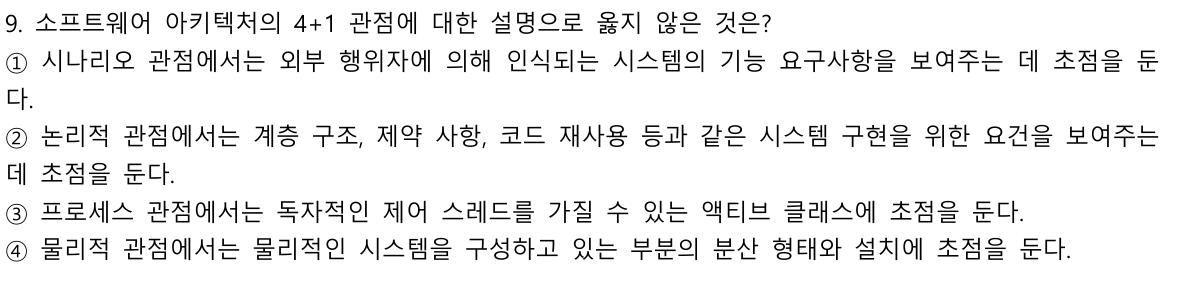 9. 소프트웨어 아키텍처의 4+1 관점에 대한 설명으로 옳지 않은 것은?
① 시나리오 관점에서는 외부 행위자에 의해 인식되는 시스템의 기능 요구사항을 보여주는 데 초점을 둔
다.
② 논리적 관점에서는 계층 구조, 제약 사항, 코드 재사용 등과 같은 시스템 구현을 위한 요건을 보여주는
데 초점을 둔다.
③ 프로세스 관점에서는 독자적인 제어 스레드를 가질 수 있는 액티브 클래스에 초점을 둔다.
④ 물리적 관점에서는 물리적인 시스템을 구성하고 있는 부분의 분산 형태와 설치에 초점을 둔다.